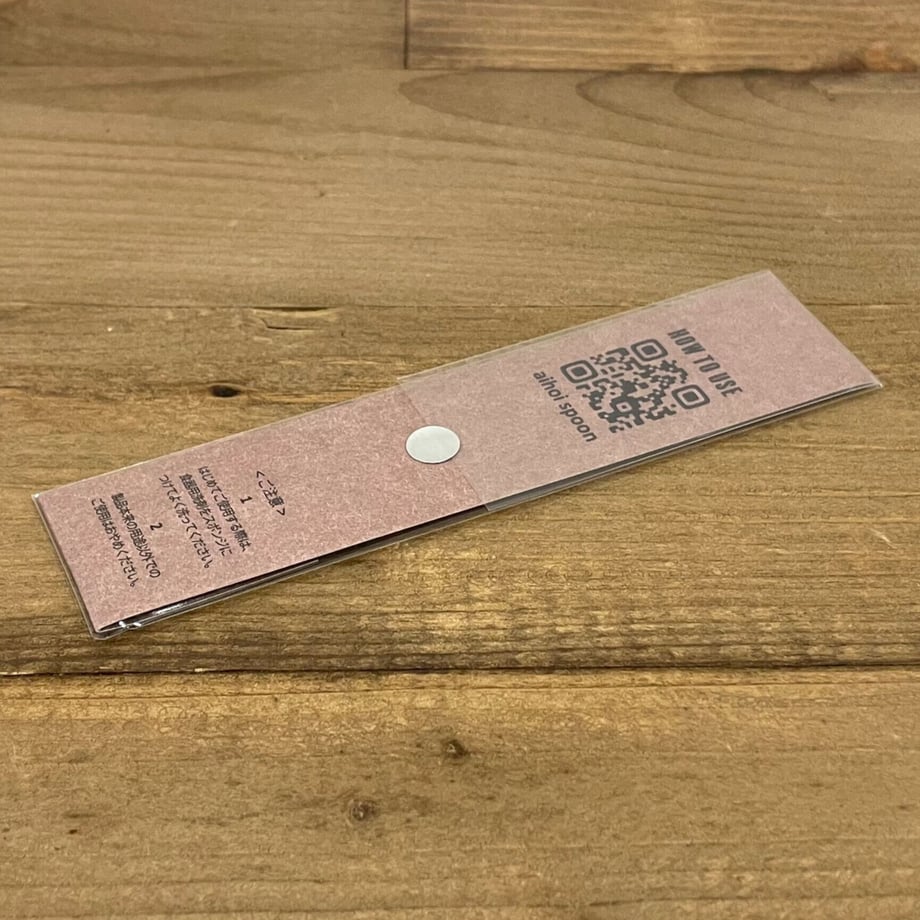 HOW TO USE
aihoi spoon
<ご注意>
1
はじめてご使用する際は、
食器用洗剤をスポンジに
つけてよく洗ってください。
2
製品本来の用途以外での
ご使用はおやめください。